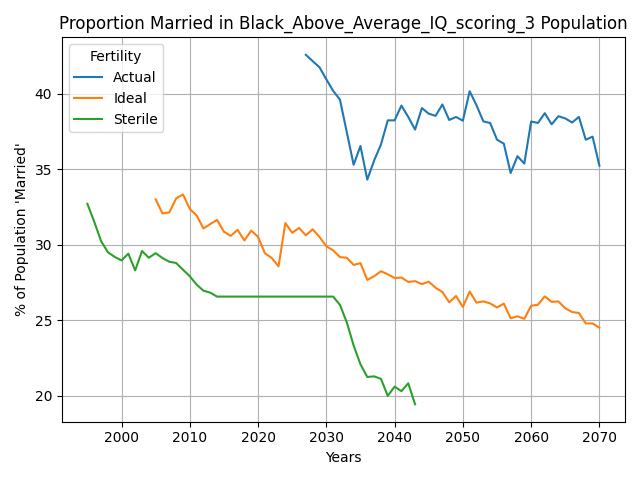 Proportion Married in Black_Above_Average_IQ_scoring_3 Population
Fertility
Actual
Ideal
Sterile
% of Population 'Married'
40
35
30
25
20
2000 2010 2020 2030 2040 2050 2060 2070
Years